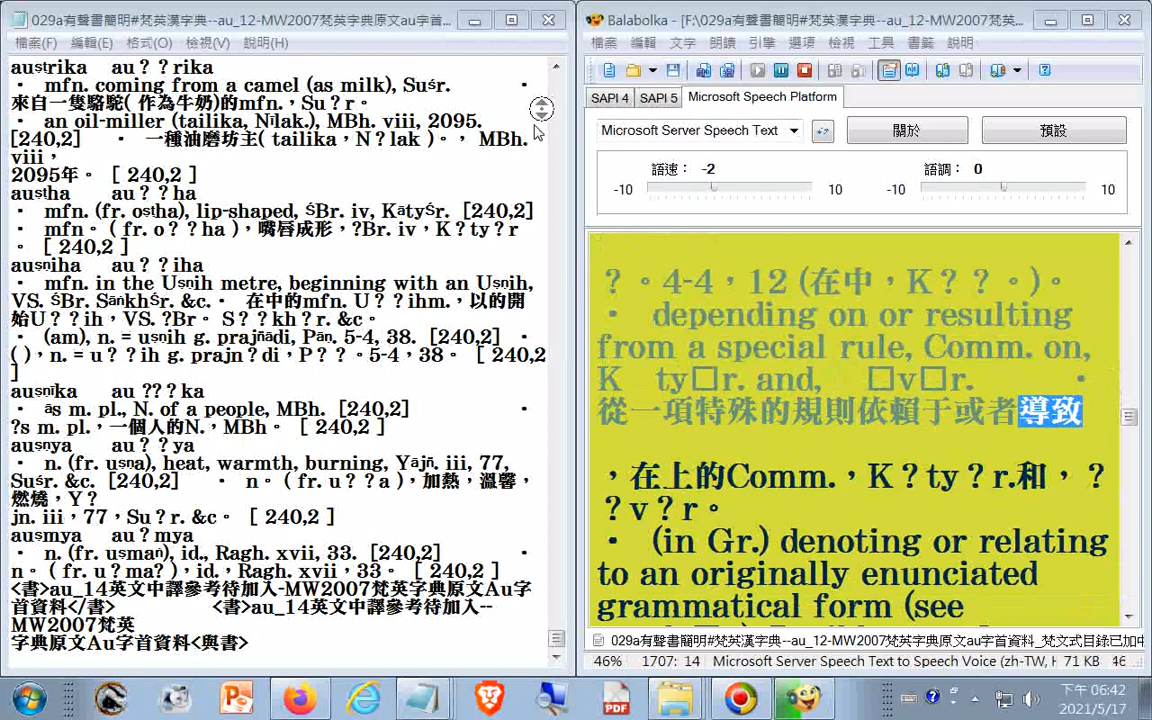 029a有聲書簡明#梵英漢字典--au_12-MW2007梵英字典原文au字首...
檔案(F) 編輯(E) 格式(O) 檢視(V) 說明(H)
auṣṭrika au？？rika
• mfn. coming from a camel (as milk), Suśr. •
來自一隻駱駝( 作為牛奶)的mfn.，Su？r。
• an oil-miller (tailika, Nīlak.), MBh. viii, 2095.
[240,2] • 一種油磨坊主( tailika，N？lak )。， MBh.
viii，
2095年。 [ 240,2 ]
auṣṭha au？？ha
• mfn. (fr. oṣṭha), lip-shaped, ŚBr. iv, KātyŚr. [240,2]
• mfn。( fr. o？？ha )，嘴唇成形，?Br. iv，K？ty？r
。 [ 240,2 ]
auṣṇiha au？？iha
• mfn. in the Uṣṇih metre, beginning with an Uṣṇih,
VS. ŚBr. SāṅkhŚr. &c. • 在中的mfn. U？？ihm.，以的開
始U？？ih，VS. ?Br。 S？？kh？r. &c。
• (am), n. = uṣṇih g. prajñādi, Pāṇ. 5-4, 38. [240,2]
( )，n. = u？？ih g. prajn？di，P？？。5-4，38。 [ 240,2
]
auṣṇīka au ???ka
• ās m. pl., N. of a people, MBh. [240,2] •
?s m. pl.，一個人的N.，MBh。 [ 240,2 ]
auṣṇya au？？ya
• n. (fr. uṣṇa), heat, warmth, burning, Yājñ. iii, 77,
Suśr. &c. [240,2] • n。( fr. u？？a )，加熱，溫馨，
燃燒，Y？
jn. iii，77，Su？r. &c。 [ 240,2 ]
auṣmya au？mya
• n. (fr. uṣman), id., Ragh. xvii, 33. [240,2] •
n。( fr. u？ma？)，id.，Ragh. xvii，33。 [ 240,2 ]
<書>au_14英文中譯參考待加入-MW2007梵英字典原文Au字
首資料</書> <書>au_14英文中譯參考待加入--
MW2007梵英
字典原文Au字首資料<與書>
Balabolka - [F:\029a有聲書簡明#梵英漢字典--au_12-MW2007梵英...
檔案 編輯 文字 朗讀 引擎 選項 檢視 工具 書籤 說明
SAPI 4 SAPI 5 Microsoft Speech Platform
Microsoft Server Speech Text 關於 預設
語速： -2 語調： 0
-10 10 -10 10
？。4-4，12 (在中，K？？。)。
• depending on or resulting
from a special rule, Comm. on,
K ty□r. and, □v□r. •
從一項特殊的規則依賴于或者導致
，在上的Comm.，K？ty？r.和，？
？v？r。
• (in Gr.) denoting or relating
to an originally enunciated
grammatical form (see
029a有聲書簡明#梵英漢字典--au_12-MW2007梵英字典原文au字首資料_梵文式目錄已加中
46% 1707: 14 Microsoft Server Speech Text to Speech Voice (zh-TW, H 71 KB 46
下午 06:42
2021/5/17